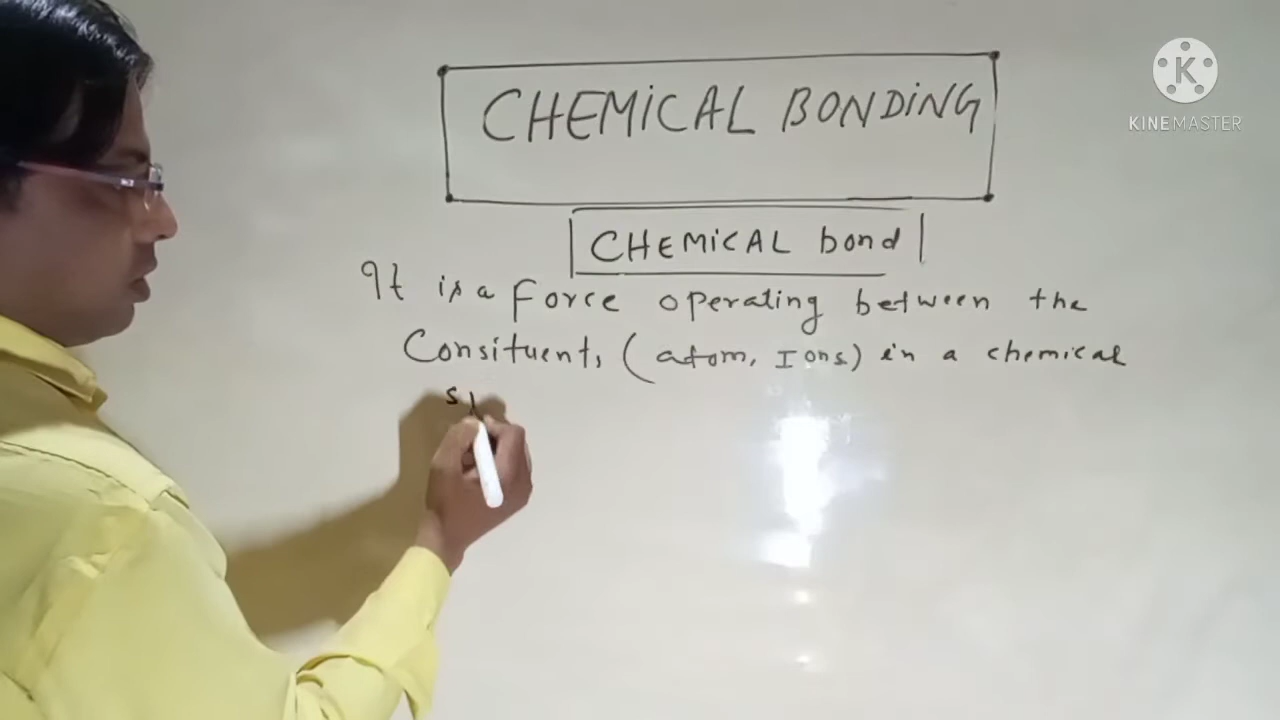 CHEMiCAL BONDiNG
CHEMiCAL bond
It is a Force operating between the
Consituents (atom, Ions) in a chemical
KINEMASTER